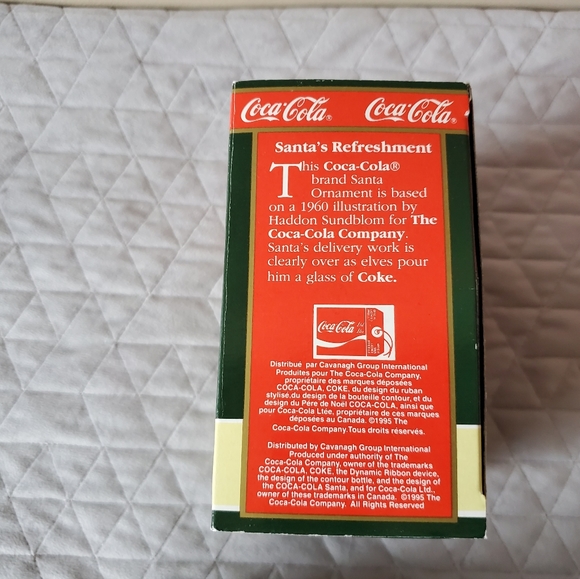 Coca-Cola® Coca-Cola®
Santa's Refreshment
This Coca-Cola®
brand Santa
Ornament is based
on a 1960 illustration by
Haddon Sundblom for The
Coca-Cola Company.
Santa's delivery work is
clearly over as elves pour
him a glass of Coke.
Coca-Cola
Distribué par Cavanagh Group International
Produites pour The Coca-Cola Company,
propriétaire des marques déposées
COCA-COLA, COKE, du design du ruban
stylisé,du design de la bouteille contour, et du
design du Père de Noël COCA-COLA, ainsi que
pour Coca-Cola Ltée, propriétaire de ces marques
déposées au Canada. ©1995 The
Coca-Cola Company.Tous droits réservés.
Distributed by Cavanagh Group International
Produced under authority of The
Coca-Cola Company, owner of the trademarks
COCA-COLA, COKE, the Dynamic Ribbon device,
the design of the contour bottle, and the design of
the COCA-COLA Santa, and for Coca-Cola Ltd.,
owner of these trademarks in Canada. ©1995 The
Coca-Cola Company. All Rights Reserved